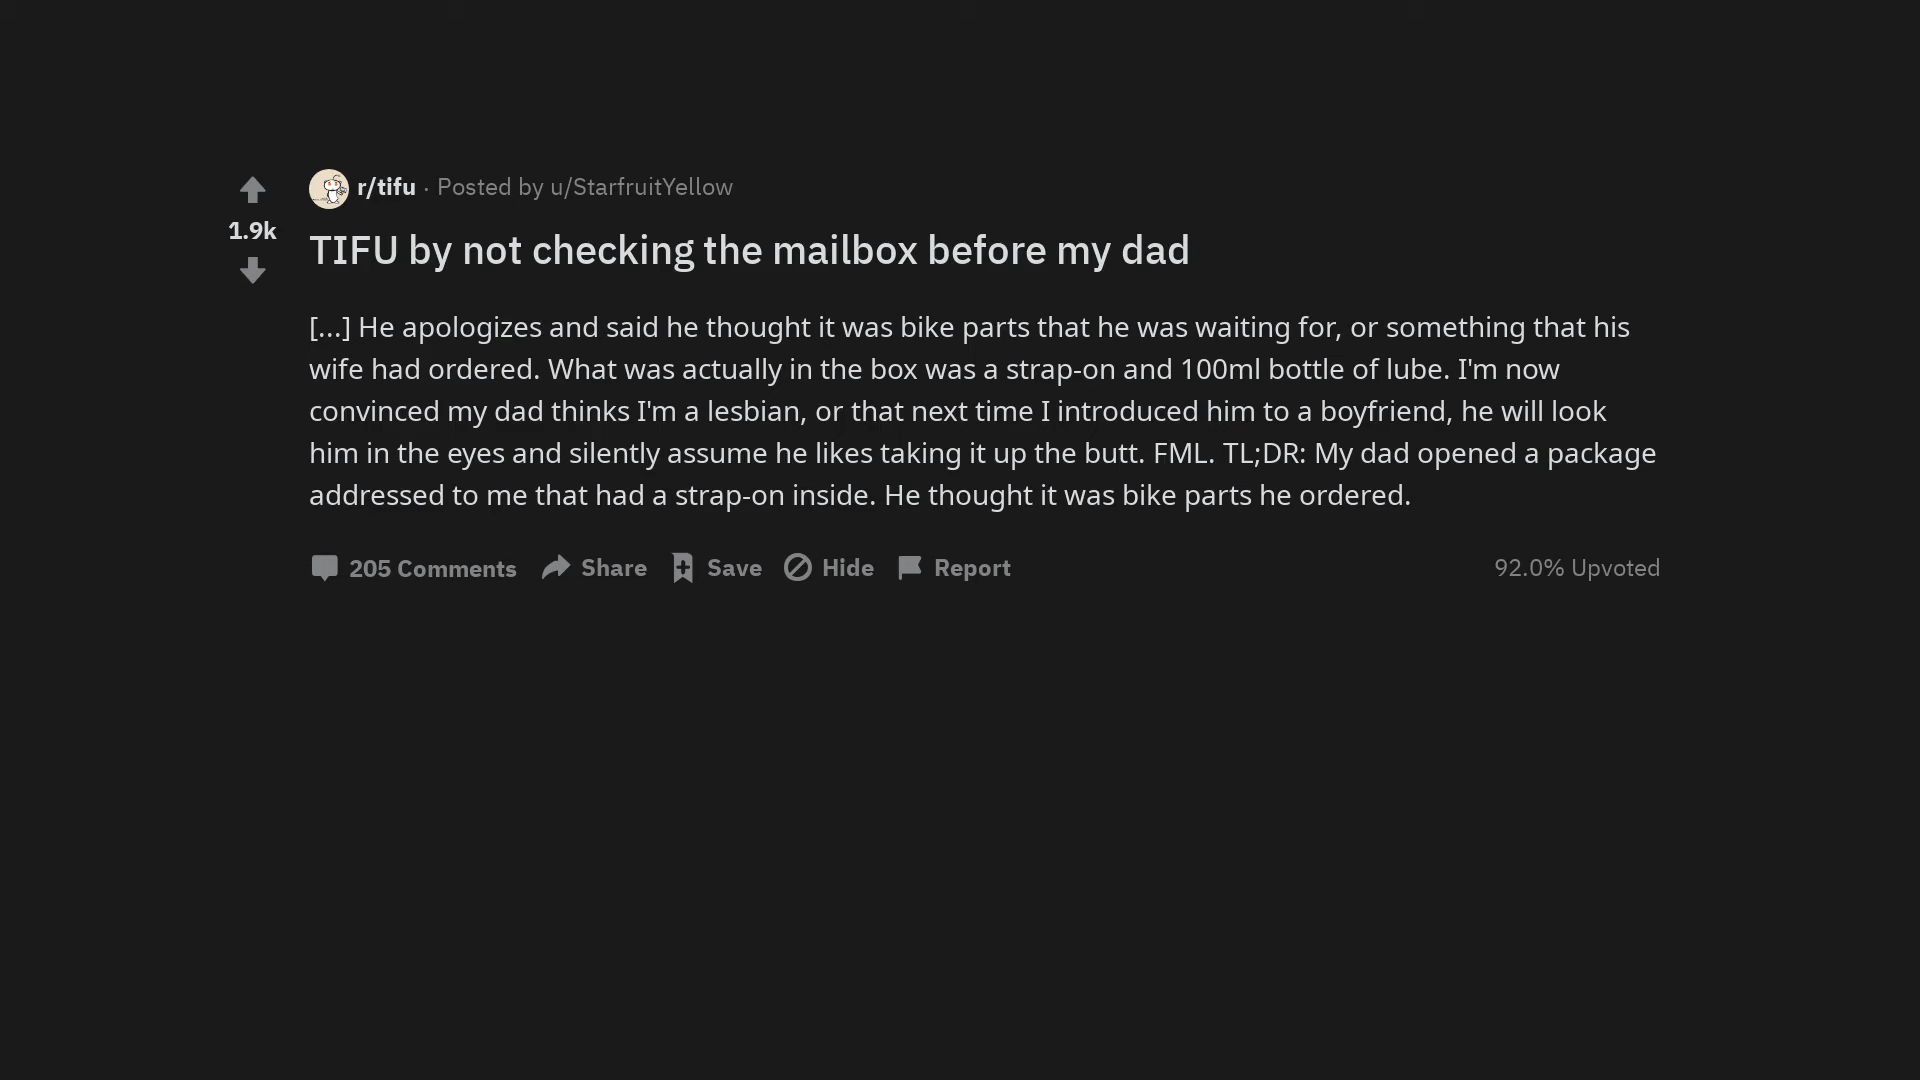 r/tifu · Posted by u/StarfruitYellow
1.9k
TIFU by not checking the mailbox before my dad
[...] He apologizes and said he thought it was bike parts that he was waiting for, or something that his
wife had ordered. What was actually in the box was a strap-on and 100ml bottle of lube. I'm now
convinced my dad thinks I'm a lesbian, or that next time I introduced him to a boyfriend, he will look
him in the eyes and silently assume he likes taking it up the butt. FML. TL;DR: My dad opened a package
addressed to me that had a strap-on inside. He thought it was bike parts he ordered.
205 Comments Share Save Hide Report 92.0% Upvoted